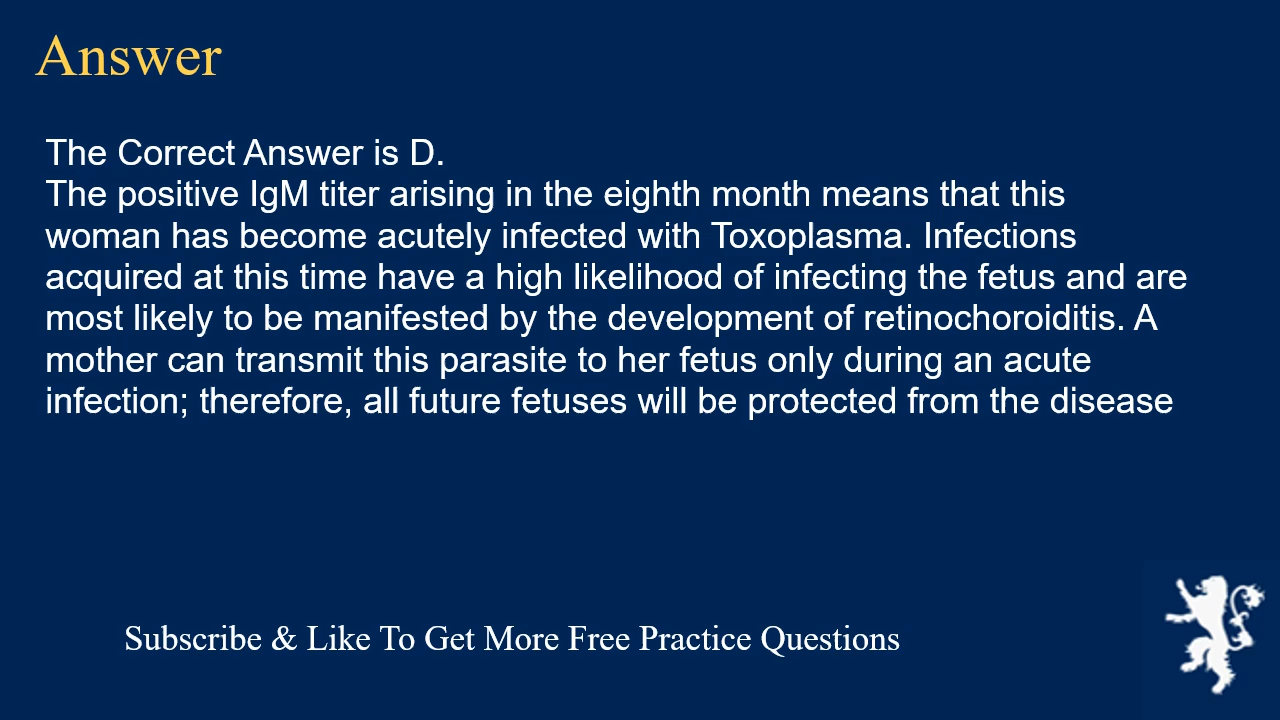 Answer
The Correct Answer is D.
The positive IgM titer arising in the eighth month means that this
woman has become acutely infected with Toxoplasma. Infections
acquired at this time have a high likelihood of infecting the fetus and are
most likely to be manifested by the development of retinochoroiditis. A
mother can transmit this parasite to her fetus only during an acute
infection; therefore, all future fetuses will be protected from the disease
Subscribe & Like To Get More Free Practice Questions